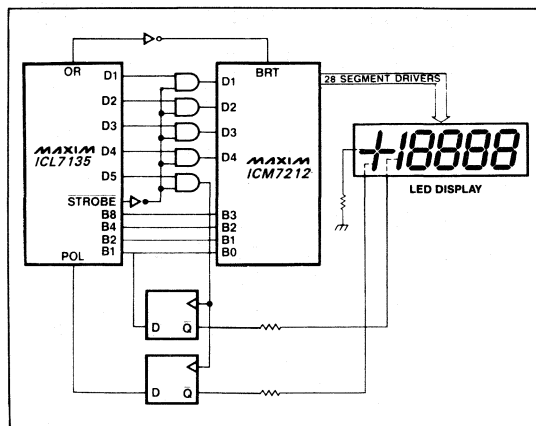 OR
BRT
D1
D1
28 SEGMENT DRIVERS
D2
D2
D3
D3
MAXIM
ICL7135
D4
D4
MAXIM
ICM7212
+18888
D5
LED DISPLAY
STROBE
B8
B3
B4
B2
B2
B1
B1
B0
POL
D
Q
D
Q